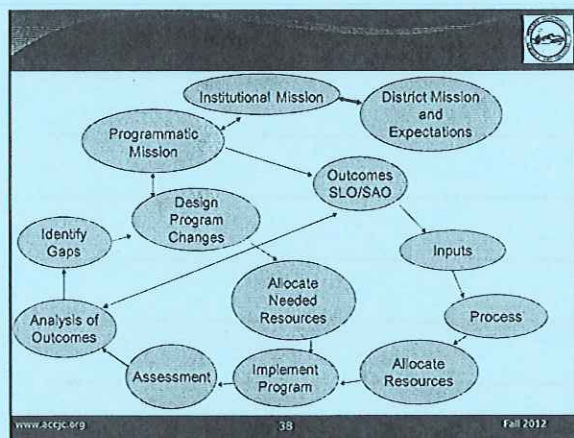 Institutional Mission
District Mission
and
Expectations
Programmatic
Mission
Outcomes
SLO/SAO
Design
Program
Changes
Identify
Gaps
Inputs
Allocate
Needed
Resources
Analysis of
Outcomes
Process
Assessment
Implement
Program
Allocate
Resources
www.accjc.org
38
Fall 2012